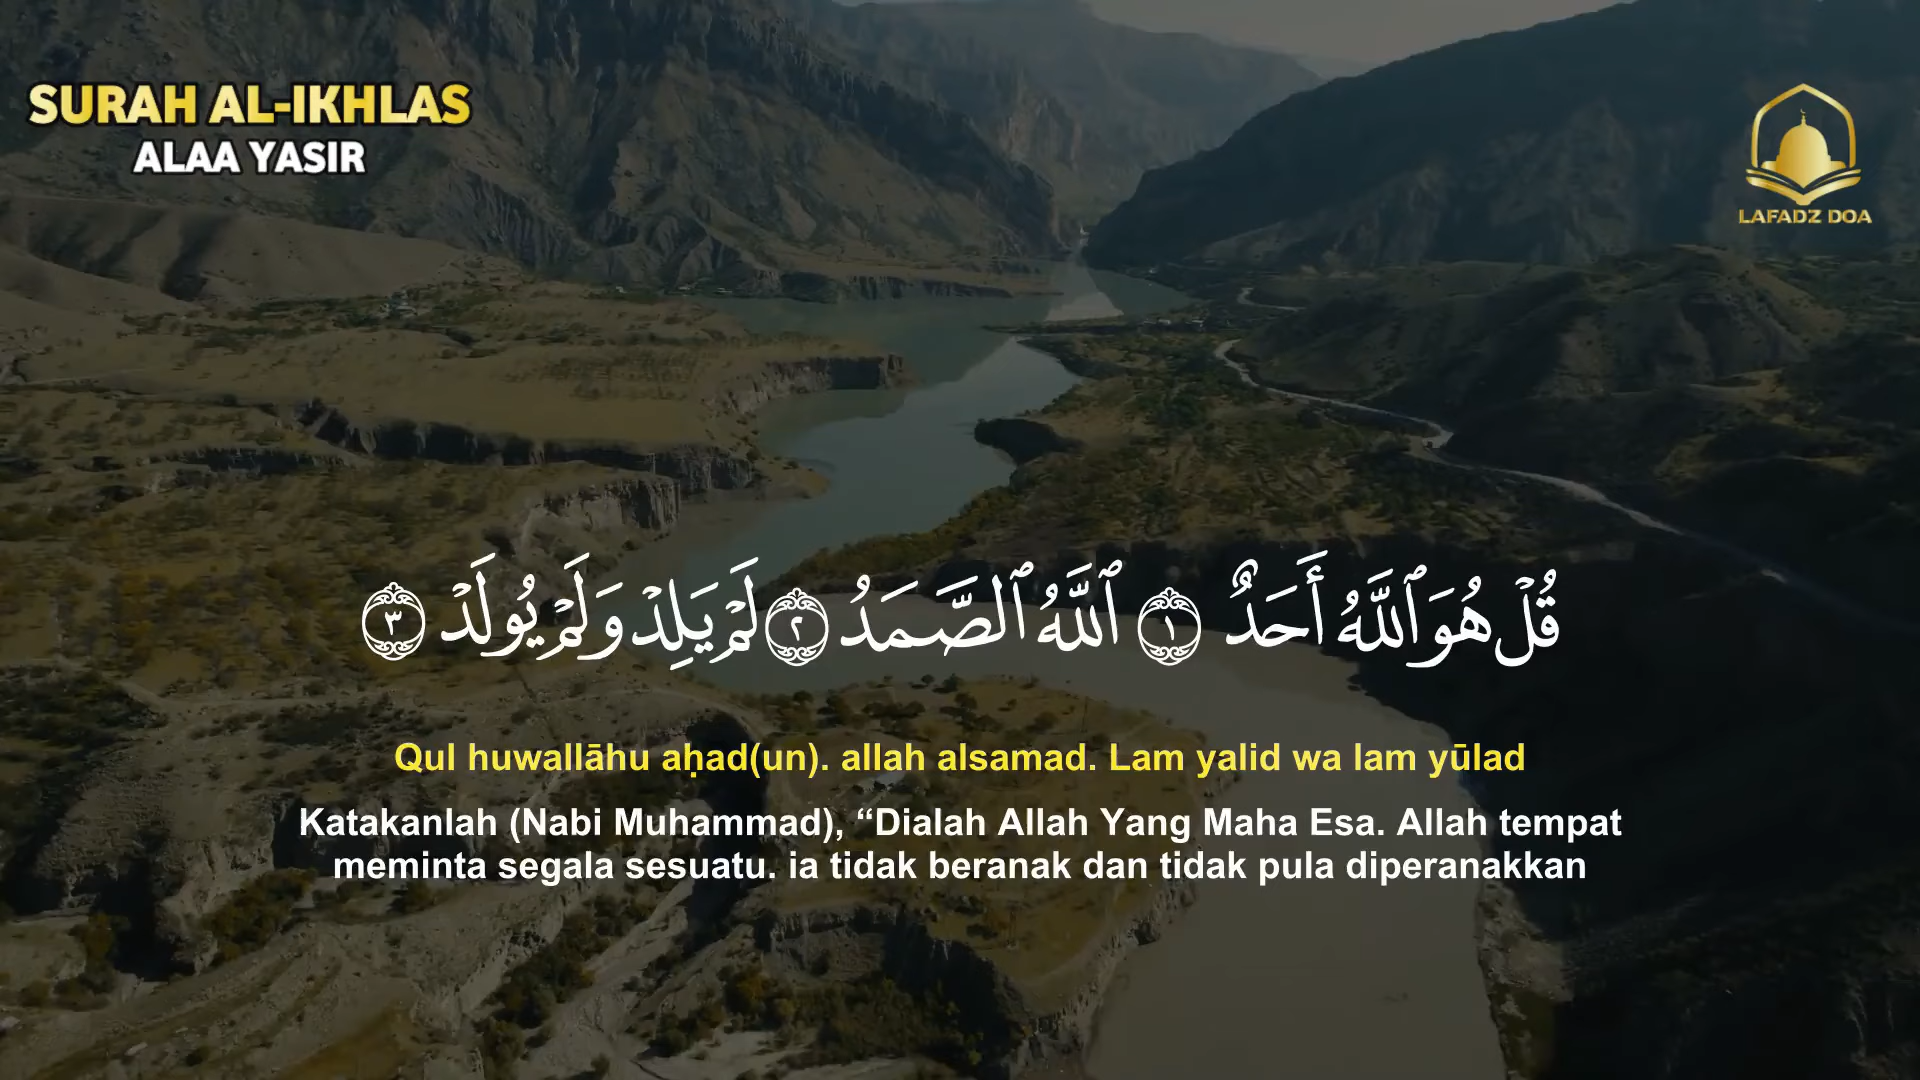 SURAH AL-IKHLAS
ALAA YASIR
LAFADZ DOA
قُلْ هُوَ ٱللَّهُ أَحَدٌ ١ ٱللَّهُ ٱلصَّمَدُ ٢ لَمْ يَلِدْ وَلَمْ يُولَدْ ٣
Qul huwallāhu aḥad(un). allah alsamad. Lam yalid wa lam yūlad
Katakanlah (Nabi Muhammad), “Dialah Allah Yang Maha Esa. Allah tempat
meminta segala sesuatu. ia tidak beranak dan tidak pula diperanakkan